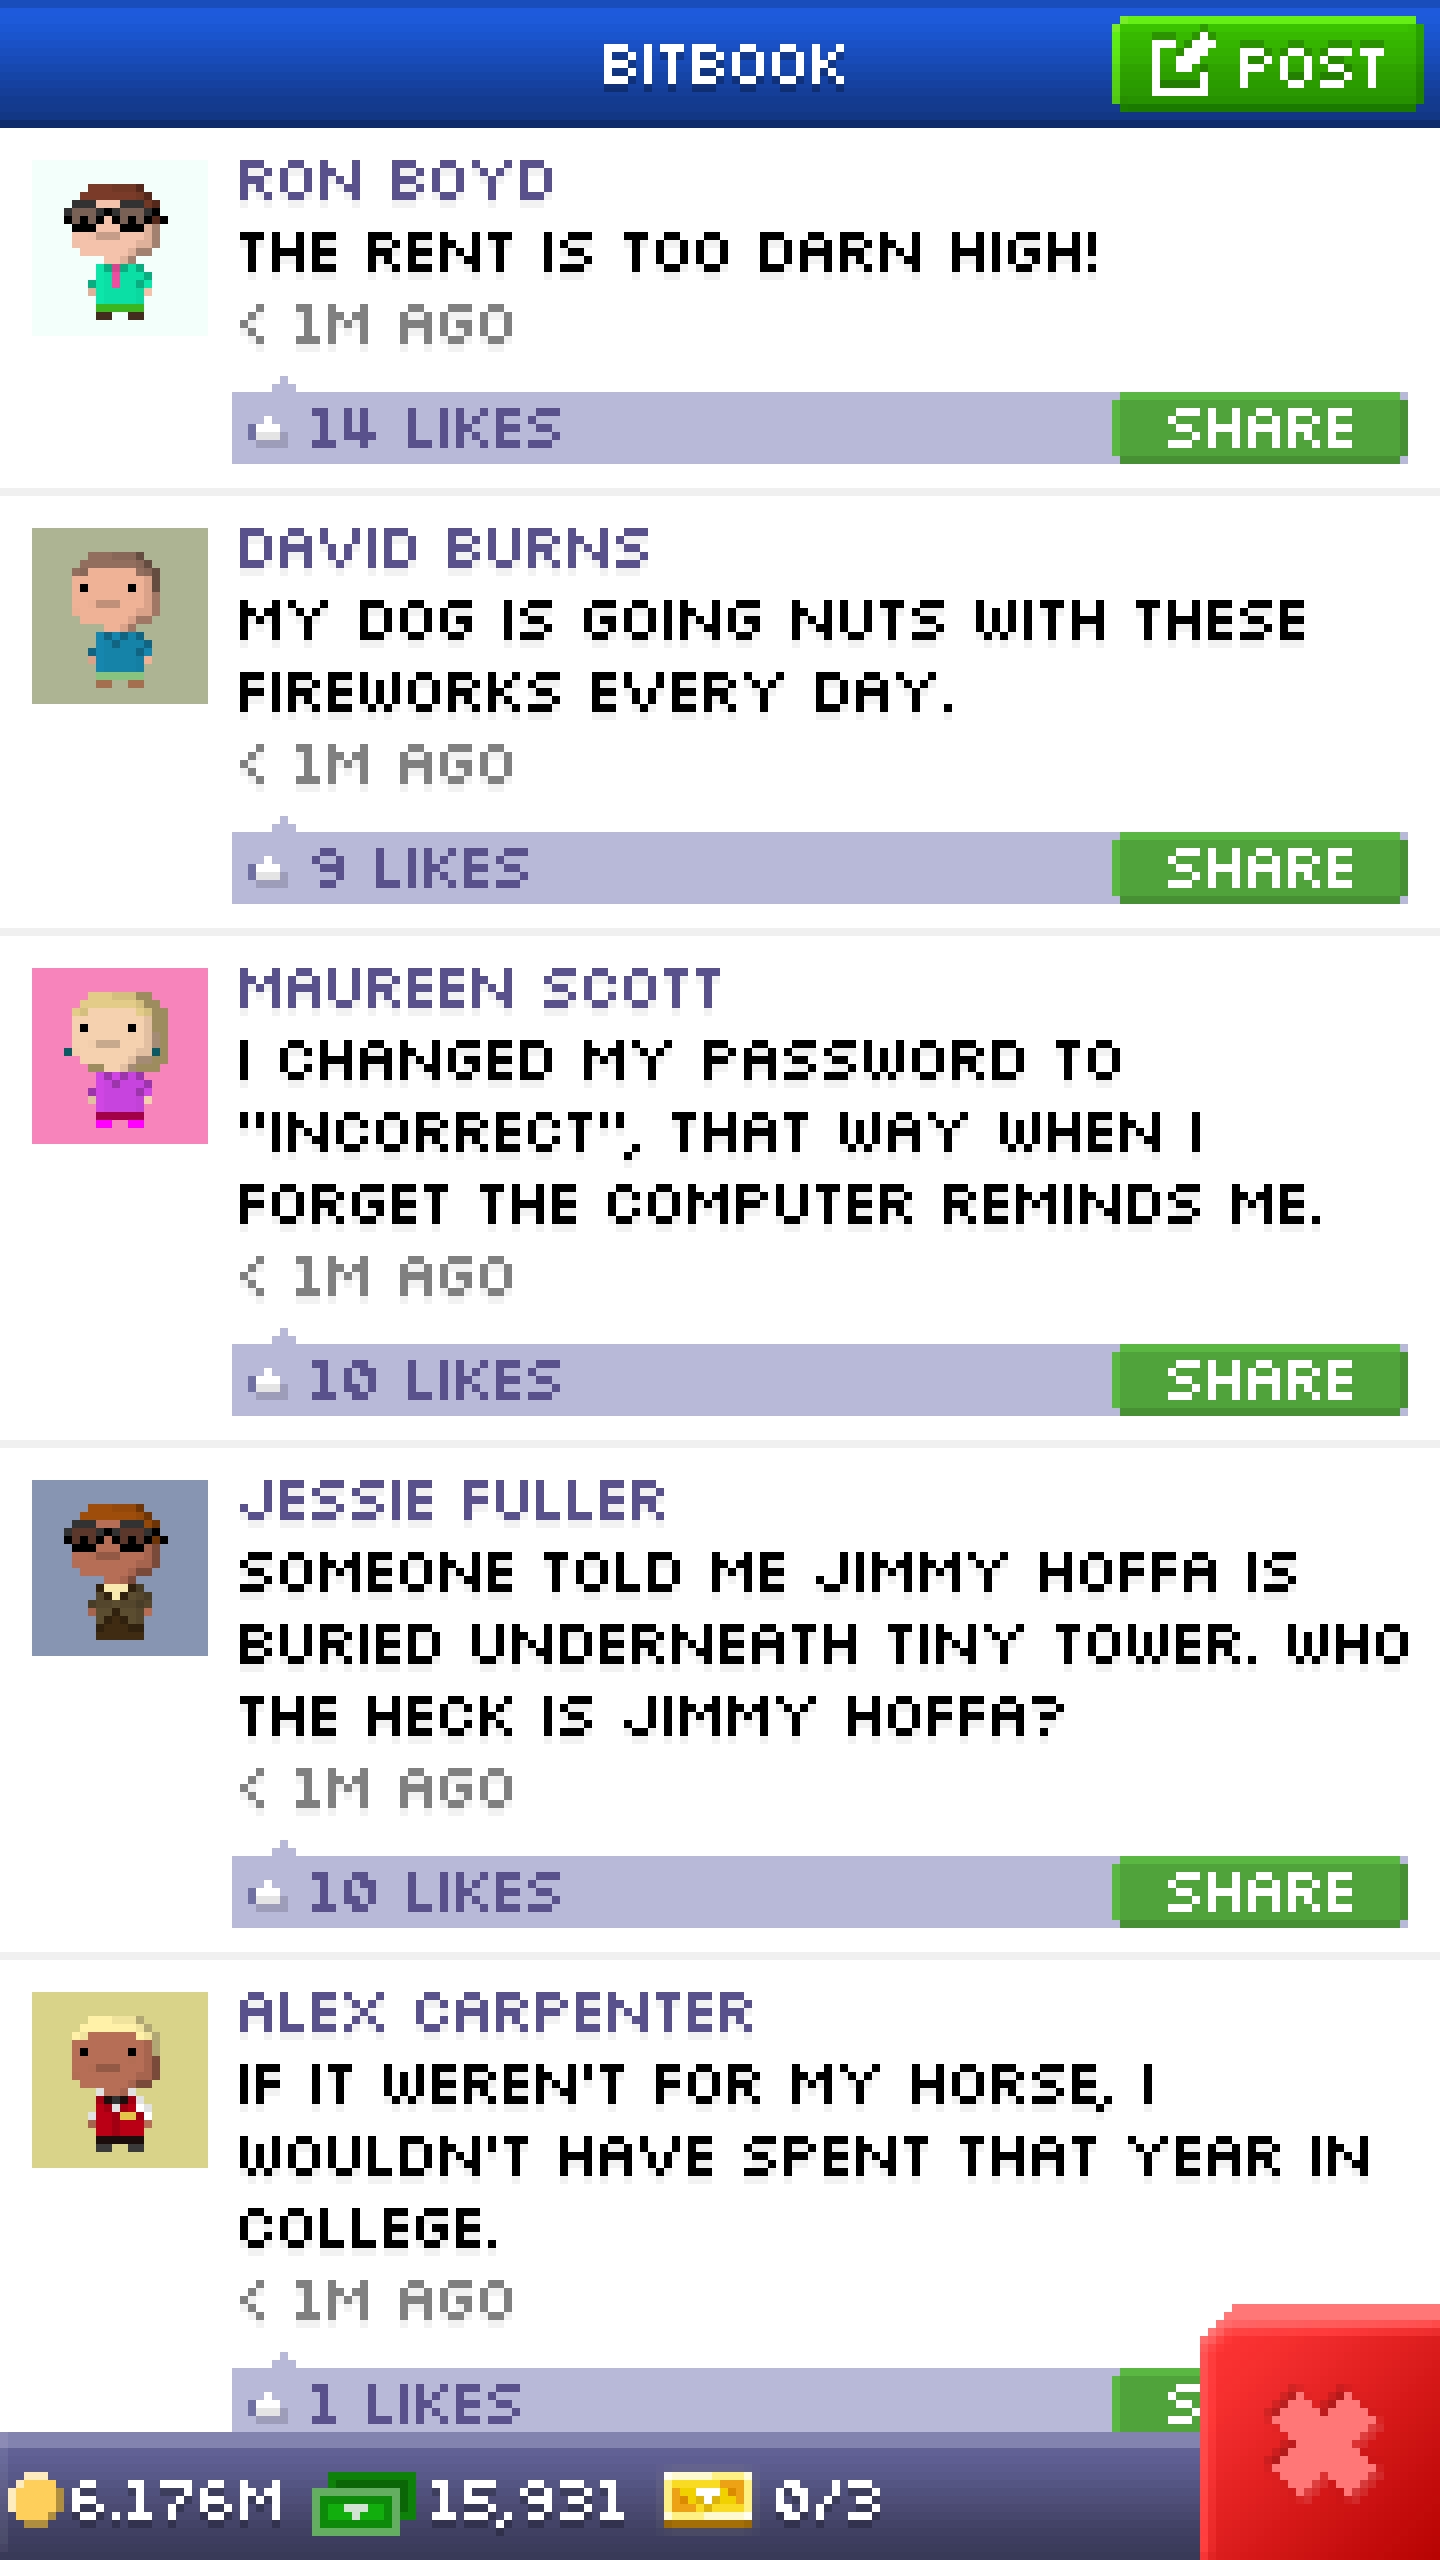 BITBOOK
POST
RON BOYD
THE RENT IS TOO DARN HIGH!
< 1M AGO
14 LIKES
SHARE
DAVID BURNS
MY DOG IS GOING NUTS WITH THESE
FIREWORKS EVERY DAY.
< 1M AGO
9 LIKES
SHARE
MAUREEN SCOTT
I CHANGED MY PASSWORD TO
"INCORRECT", THAT WAY WHEN I
FORGET THE COMPUTER REMINDS ME.
< 1M AGO
10 LIKES
SHARE
JESSIE FULLER
SOMEONE TOLD ME JIMMY HOFFA IS
BURIED UNDERNEATH TINY TOWER. WHO
THE HECK IS JIMMY HOFFA?
< 1M AGO
10 LIKES
SHARE
ALEX CARPENTER
IF IT WEREN'T FOR MY HORSE, I
WOULDN'T HAVE SPENT THAT YEAR IN
COLLEGE.
< 1M AGO
1 LIKES
6.176M 15,931 0/3